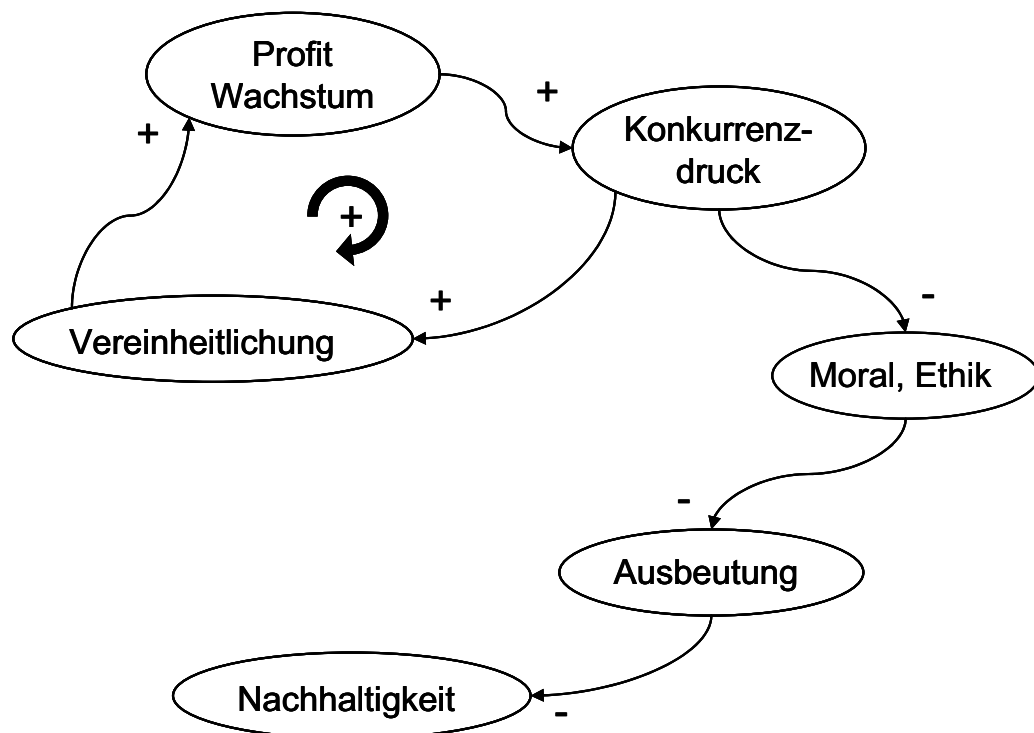 Profit
Wachstum
+
Konkurrenz-
druck
+
+
+
-
Vereinheitlichung
Moral, Ethik
-
Ausbeutung
Nachhaltigkeit
-